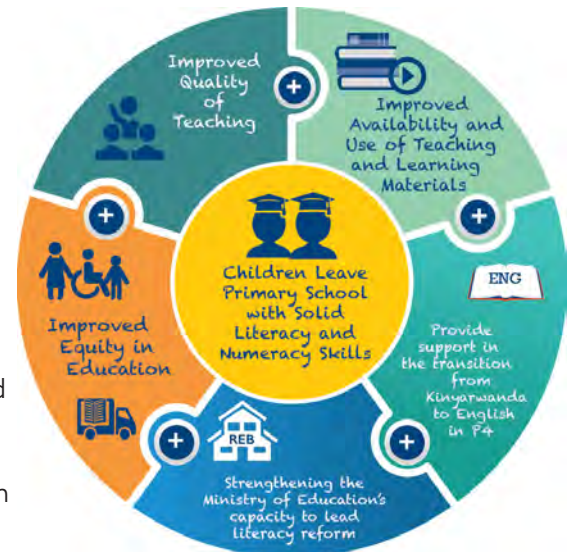 Improved
Quality
of
Teaching
Improved
Availability and
Use of Teaching
and Learning
Materials
ENG
Provide
support in
the transition
from
Kinyarwanda
to English
in P4
REB
Strengthening the
Ministry of Education's
capacity to lead
literacy reform
Improved
Equity in
Education
Children Leave
Primary School
with Solid
Literacy and
Numeracy Skills